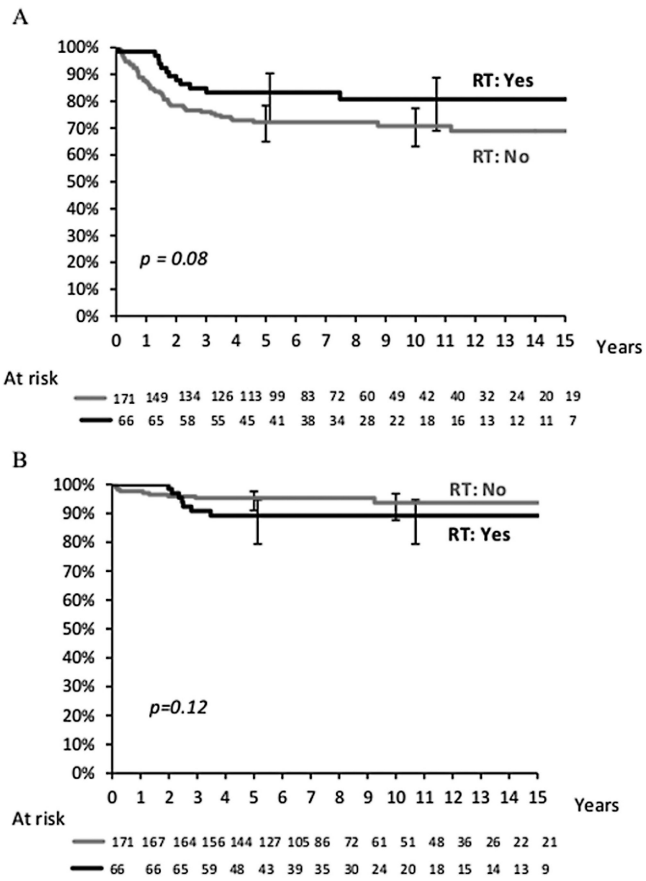 A
100%
90%
80%
70%
60%
50%
40%
30%
20%
10%
0%
RT: Yes
RT: No
p = 0.08
0 1 2 3 4 5 6 7 8 9 10 11 12 13 14 15 Years
At risk
171 149 134 126 113 99 83 72 60 49 42 40 32 24 20 19
66 65 58 55 45 41 38 34 28 22 18 16 13 12 11 7
B
100%
90%
80%
70%
60%
50%
40%
30%
20%
10%
0%
RT: No
RT: Yes
p=0.12
0 1 2 3 4 5 6 7 8 9 10 11 12 13 14 15 Years
At risk
171 167 164 156 144 127 105 86 72 61 51 48 36 26 22 21
66 66 65 59 48 43 39 35 30 24 20 18 15 14 13 9